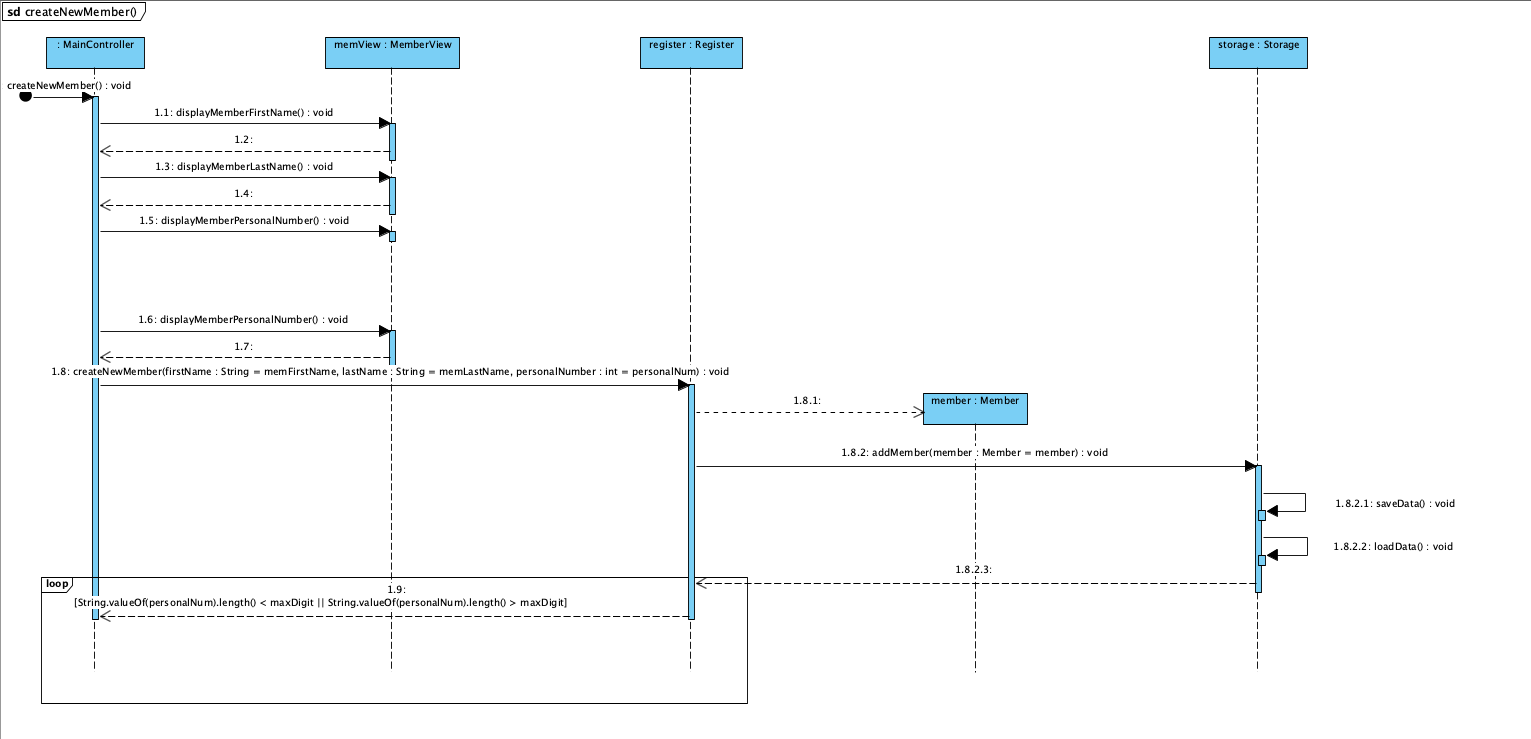 sd createNewMember()
: MainController
memView : MemberView
register : Register
storage : Storage
createNewMember() : void
1.1: displayMemberFirstName() : void
1.2:
1.3: displayMemberLastName() : void
1.4:
1.5: displayMemberPersonalNumber() : void
1.6: displayMemberPersonalNumber() : void
1.7:
1.8: createNewMember(firstName : String = memFirstName, lastName : String = memLastName, personalNumber : int = personalNum) : void
member : Member
1.8.1:
1.8.2: addMember(member : Member = member) : void
1.8.2.1: saveData() : void
1.8.2.2: loadData() : void
1.8.2.3:
loop
1.9:
[String.valueOf(personalNum).length() < maxDigit || String.valueOf(personalNum).length() > maxDigit]